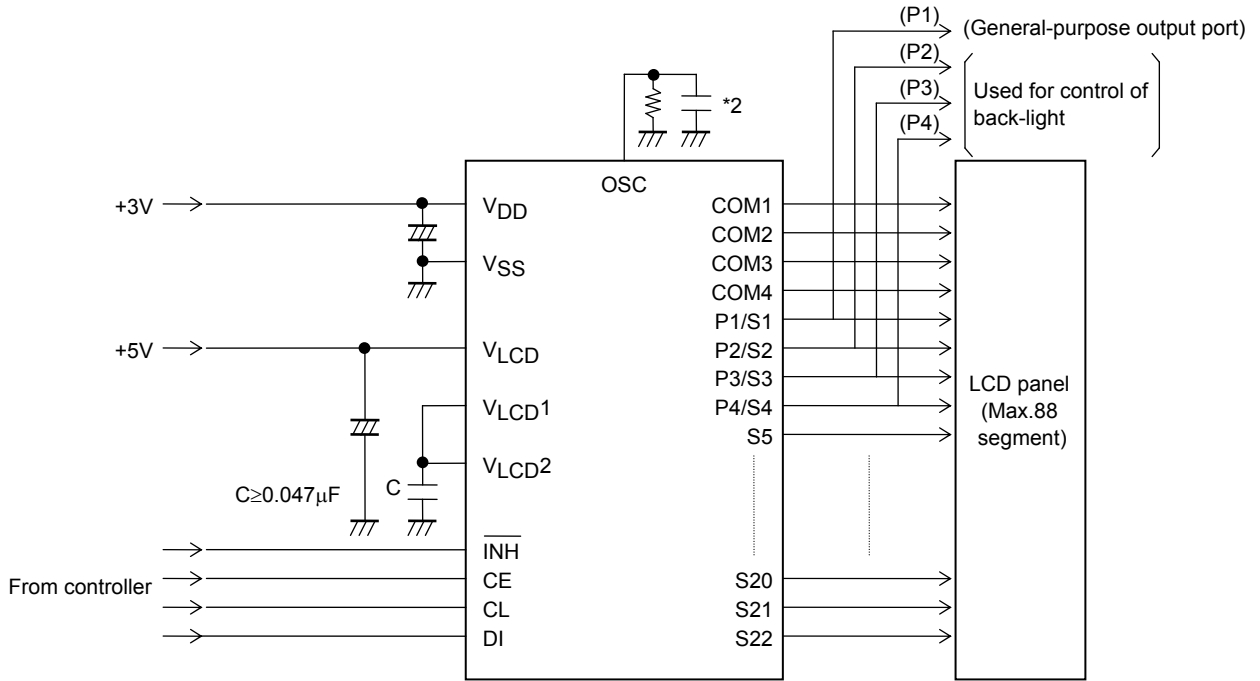 (P1)
(General-purpose output port)
(P2)
(P3)
Used for control of
back-light
(P4)
*2
OSC
+3V
VDD
VSS
+5V
VLCD
VLCD1
VLCD2
C
C≥0.047μF
From controller
INH
CE
CL
DI
COM1
COM2
COM3
COM4
P1/S1
P2/S2
P3/S3
P4/S4
S5
S20
S21
S22
LCD panel
(Max.88
segment)